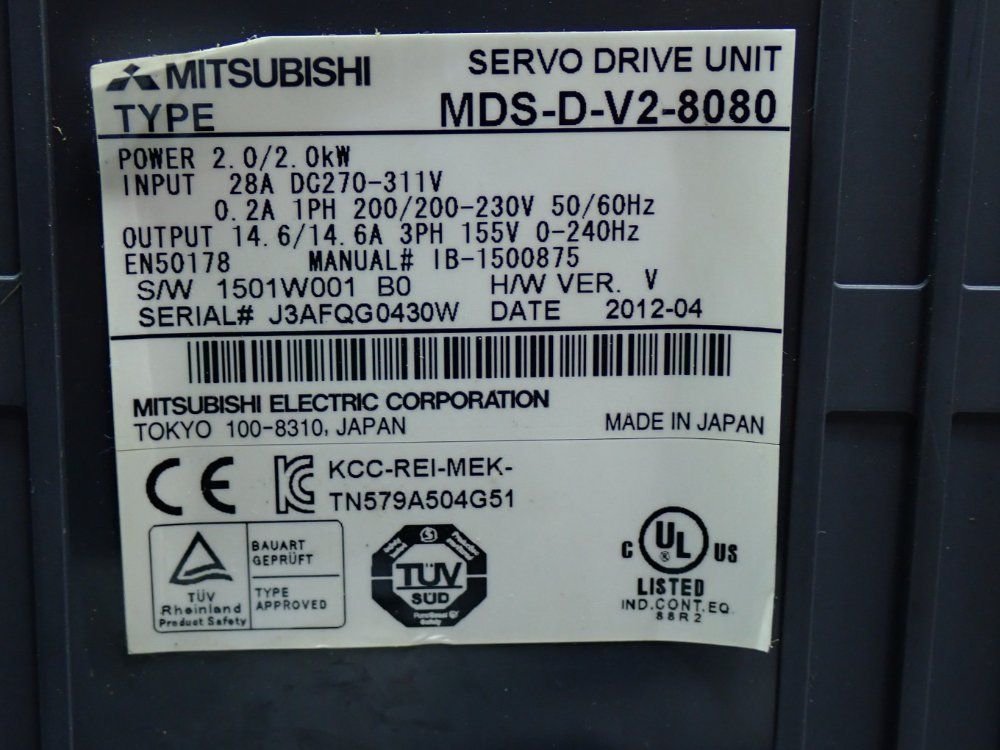 MITSUBISHI SERVO DRIVE UNIT
TYPE MDS-D-V2-8080
POWER 2.0/2.0kW
INPUT 28A DC270-311V
0.2A 1PH 200/200-230V 50/60Hz
OUTPUT 14.6/14.6A 3PH 155V 0-240Hz
EN50178 MANUAL# IB-1500875
S/W 1501W001 B0 H/W VER. V
SERIAL# J3AFQG0430W DATE 2012-04
MITSUBISHI ELECTRIC CORPORATION
TOKYO 100-8310, JAPAN MADE IN JAPAN
CE KC KCC-REI-MEK-
TN579A504G51
TÜV
Rheinland
Product Safety
BAUART
GEPRÜFT
TYPE
APPROVED
TÜV
SÜD
Functional
Safety
C UL US
LISTED
IND.CONT.EQ.
88R2